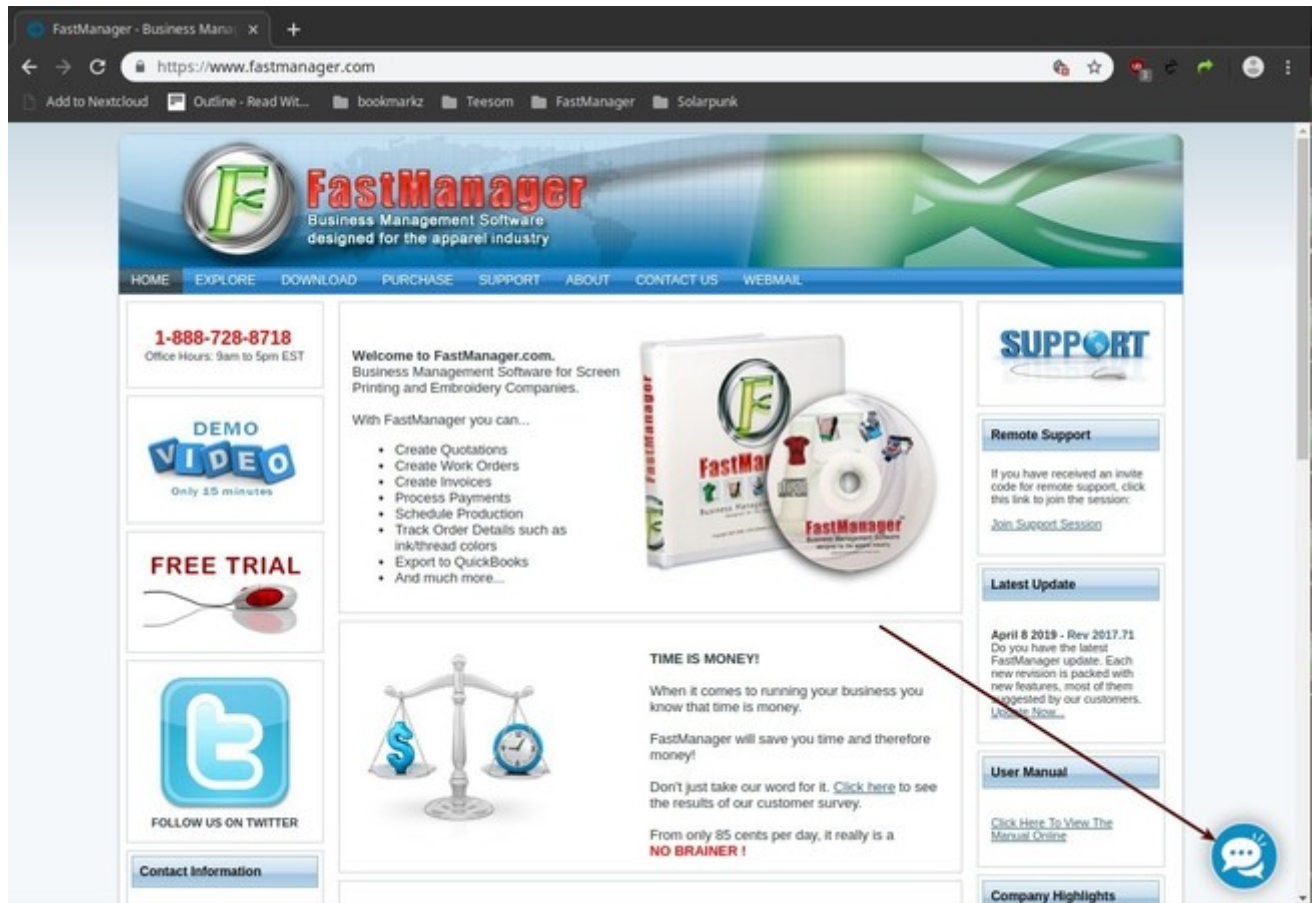 FastManager - Business Mana
https://www.fastmanager.com
Add to Nextcloud Outline - Read Wit... bookmarkz Teesom FastManager Solarpunk
FastManager
Business Management Software
designed for the apparel industry
HOME EXPLORE DOWNLOAD PURCHASE SUPPORT ABOUT CONTACT US WEBMAIL
1-888-728-8718
Office Hours: 9am to 5pm EST
DEMO
VIDEO
Only 15 minutes
FREE TRIAL
FOLLOW US ON TWITTER
Contact Information
Welcome to FastManager.com.
Business Management Software for Screen
Printing and Embroidery Companies.
With FastManager you can...
• Create Quotations
• Create Work Orders
• Create Invoices
• Process Payments
• Schedule Production
• Track Order Details such as
ink/thread colors
• Export to QuickBooks
• And much more...
FastManager
FastManager
Business Management Software
TIME IS MONEY!
When it comes to running your business you
know that time is money.
FastManager will save you time and therefore
money!
Don't just take our word for it. Click here to see
the results of our customer survey.
From only 85 cents per day, it really is a
NO BRAINER !
SUPPORT
Remote Support
If you have received an invite
code for remote support, click
this link to join the session:
Join Support Session
Latest Update
April 8 2019 - Rev 2017.71
Do you have the latest
FastManager update. Each
new revision is packed with
new features, most of them
suggested by our customers.
Update Now...
User Manual
Click Here To View The
Manual Online
Company Highlights